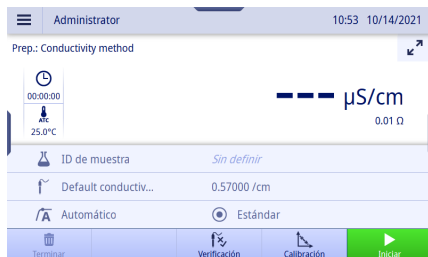 Administrator 10:53 10/14/2021
Prep.: Conductivity method
00:00:00
ATC
25.0°C
--- µS/cm
0.01 Ω
ID de muestra Sin definir
Default conductiv... 0.57000 /cm
Automático Estándar
Terminar Verificación Calibración Iniciar